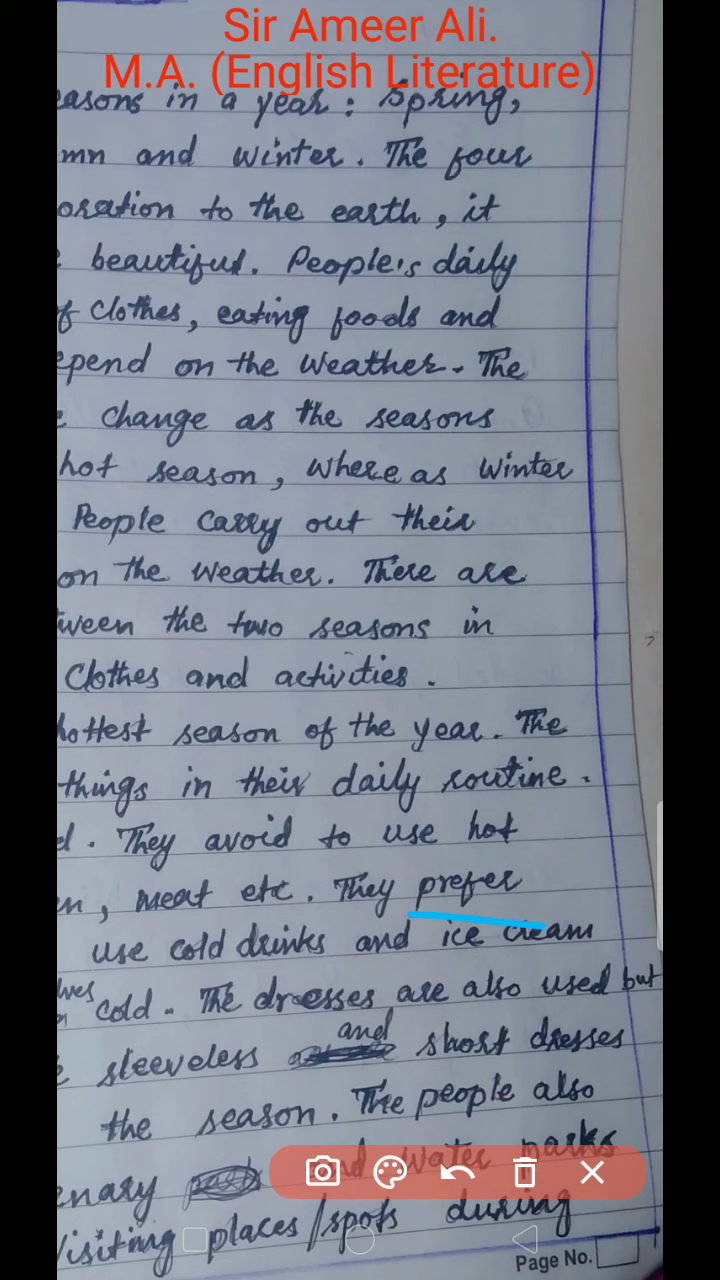 Sir Ameer Ali.
M.A. (English Literature)
easons in a year: Spring,
mn and winter. The four
oration to the earth, it
beautiful. People's daily
f clothes, eating foods and
epend on the weather. The
e change as the seasons
hot season, where as winter
People carry out their
on the weather. There are
ween the two seasons in
Clothes and activities.
hottest season of the year. The
things in their daily routine.
d. They avoid to use hot
n, meat etc. They prefer
use cold drinks and ice cream
lves cold. The dresses are also used but
e sleeveless and short dresses
the season. The people also
enary and water parks
visiting places/spots during
Page No.